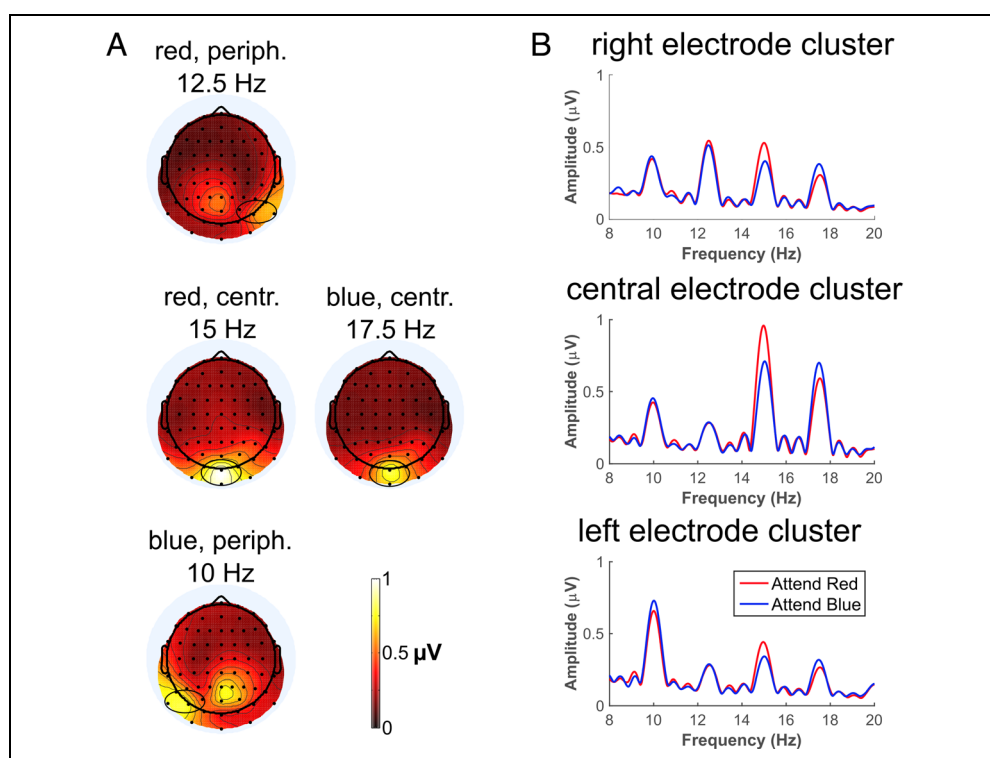 A
red, periph.
12.5 Hz
red, centr.
15 Hz
blue, centr.
17.5 Hz
blue, periph.
10 Hz
1
0.5 μV
0
B
right electrode cluster
Amplitude (μV)
1
0.5
0
8 10 12 14 16 18 20
Frequency (Hz)
central electrode cluster
Amplitude (μV)
1
0.5
0
8 10 12 14 16 18 20
Frequency (Hz)
left electrode cluster
Amplitude (μV)
1
0.5
0
Attend Red
Attend Blue
8 10 12 14 16 18 20
Frequency (Hz)